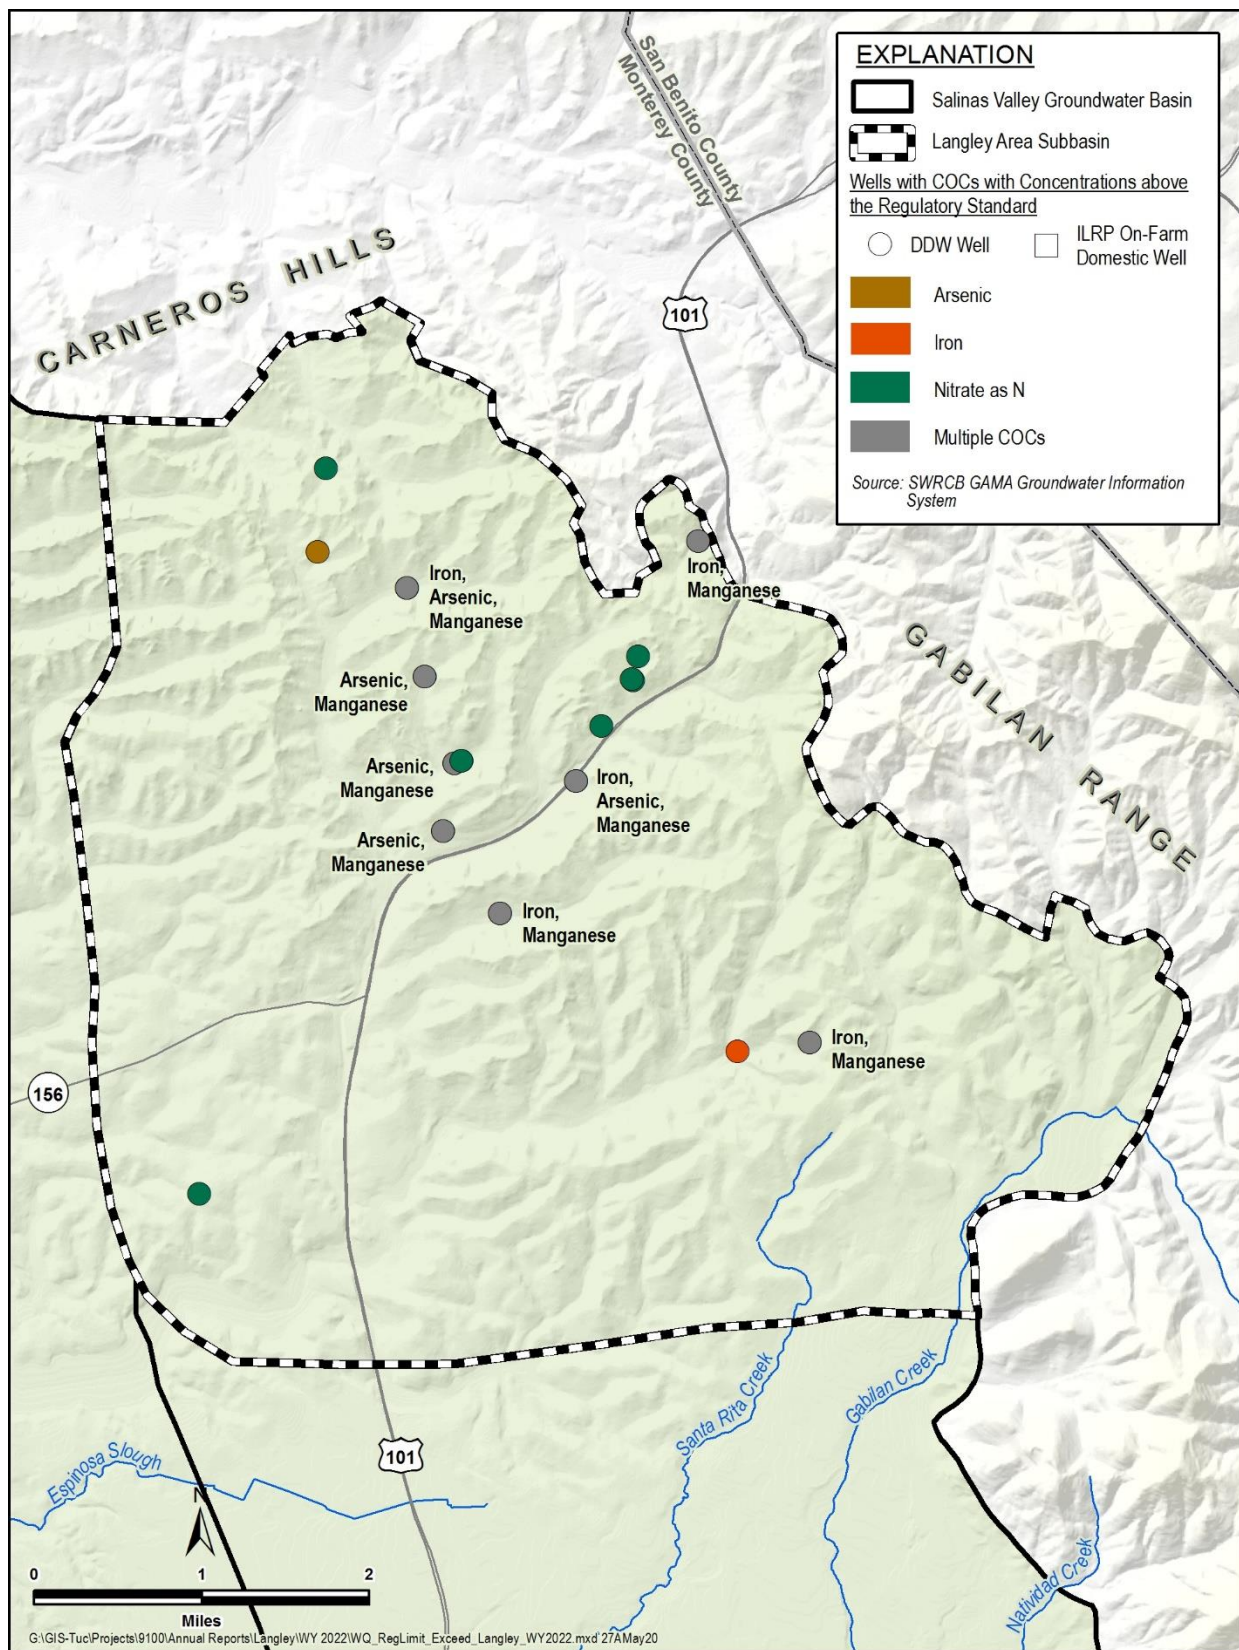 EXPLANATION
Salinas Valley Groundwater Basin
Langley Area Subbasin
Wells with COCs with Concentrations above
the Regulatory Standard
DDW Well
ILRP On-Farm
Domestic Well
Arsenic
Iron
Nitrate as N
Multiple COCs
Source: SWRCB GAMA Groundwater Information
System
San Benito County
Monterey County
CARNEROS HILLS
101
Iron,
Manganese
Iron,
Arsenic,
Manganese
GABILAN RANGE
Arsenic,
Manganese
Arsenic,
Manganese
Iron,
Arsenic,
Manganese
Arsenic,
Manganese
Iron,
Manganese
Iron,
Manganese
156
Santa Rita Creek
Gabilan Creek
101
Espinosa Slough
N
Natividad Creek
0 1 2
Miles
G:\GIS-Tuc\Projects\9100\Annual Reports\Langley\WY 2022\WQ_RegLimit_Exceed_Langley_WY2022.mxd 27AMay20